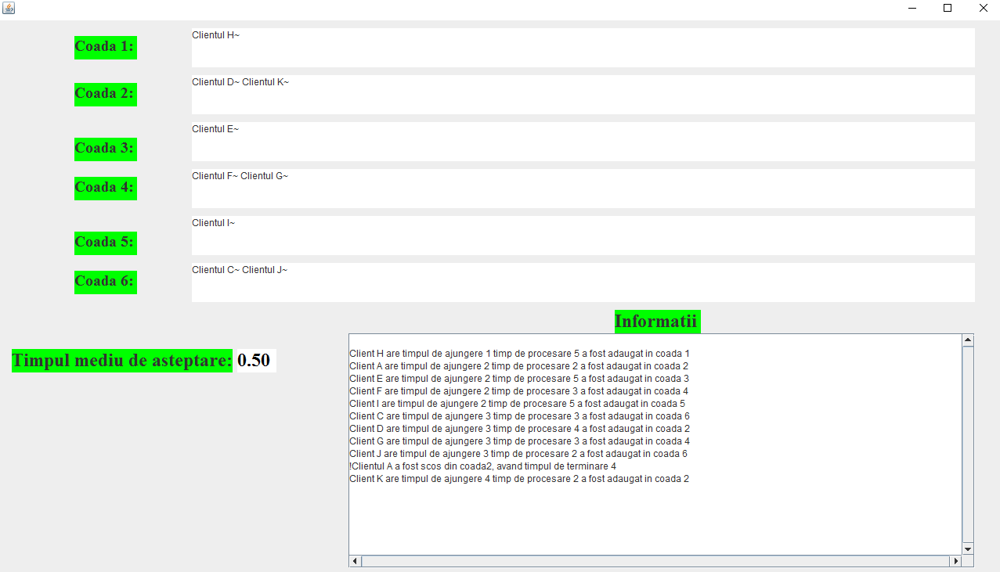 Coada 1:
Clientul H~
Coada 2:
Clientul D~ Clientul K~
Coada 3:
Clientul E~
Coada 4:
Clientul F~ Clientul G~
Coada 5:
Clientul I~
Coada 6:
Clientul C~ Clientul J~
Informatii
Timpul mediu de asteptare: 0.50
Client H are timpul de ajungere 1 timp de procesare 5 a fost adaugat in coada 1
Client A are timpul de ajungere 2 timp de procesare 2 a fost adaugat in coada 2
Client E are timpul de ajungere 2 timp de procesare 5 a fost adaugat in coada 3
Client F are timpul de ajungere 2 timp de procesare 3 a fost adaugat in coada 4
Client I are timpul de ajungere 2 timp de procesare 5 a fost adaugat in coada 5
Client C are timpul de ajungere 3 timp de procesare 3 a fost adaugat in coada 6
Client D are timpul de ajungere 3 timp de procesare 4 a fost adaugat in coada 2
Client G are timpul de ajungere 3 timp de procesare 3 a fost adaugat in coada 4
Client J are timpul de ajungere 3 timp de procesare 2 a fost adaugat in coada 6
!Clientul A a fost scos din coada2, avand timpul de terminare 4
Client K are timpul de ajungere 4 timp de procesare 2 a fost adaugat in coada 2